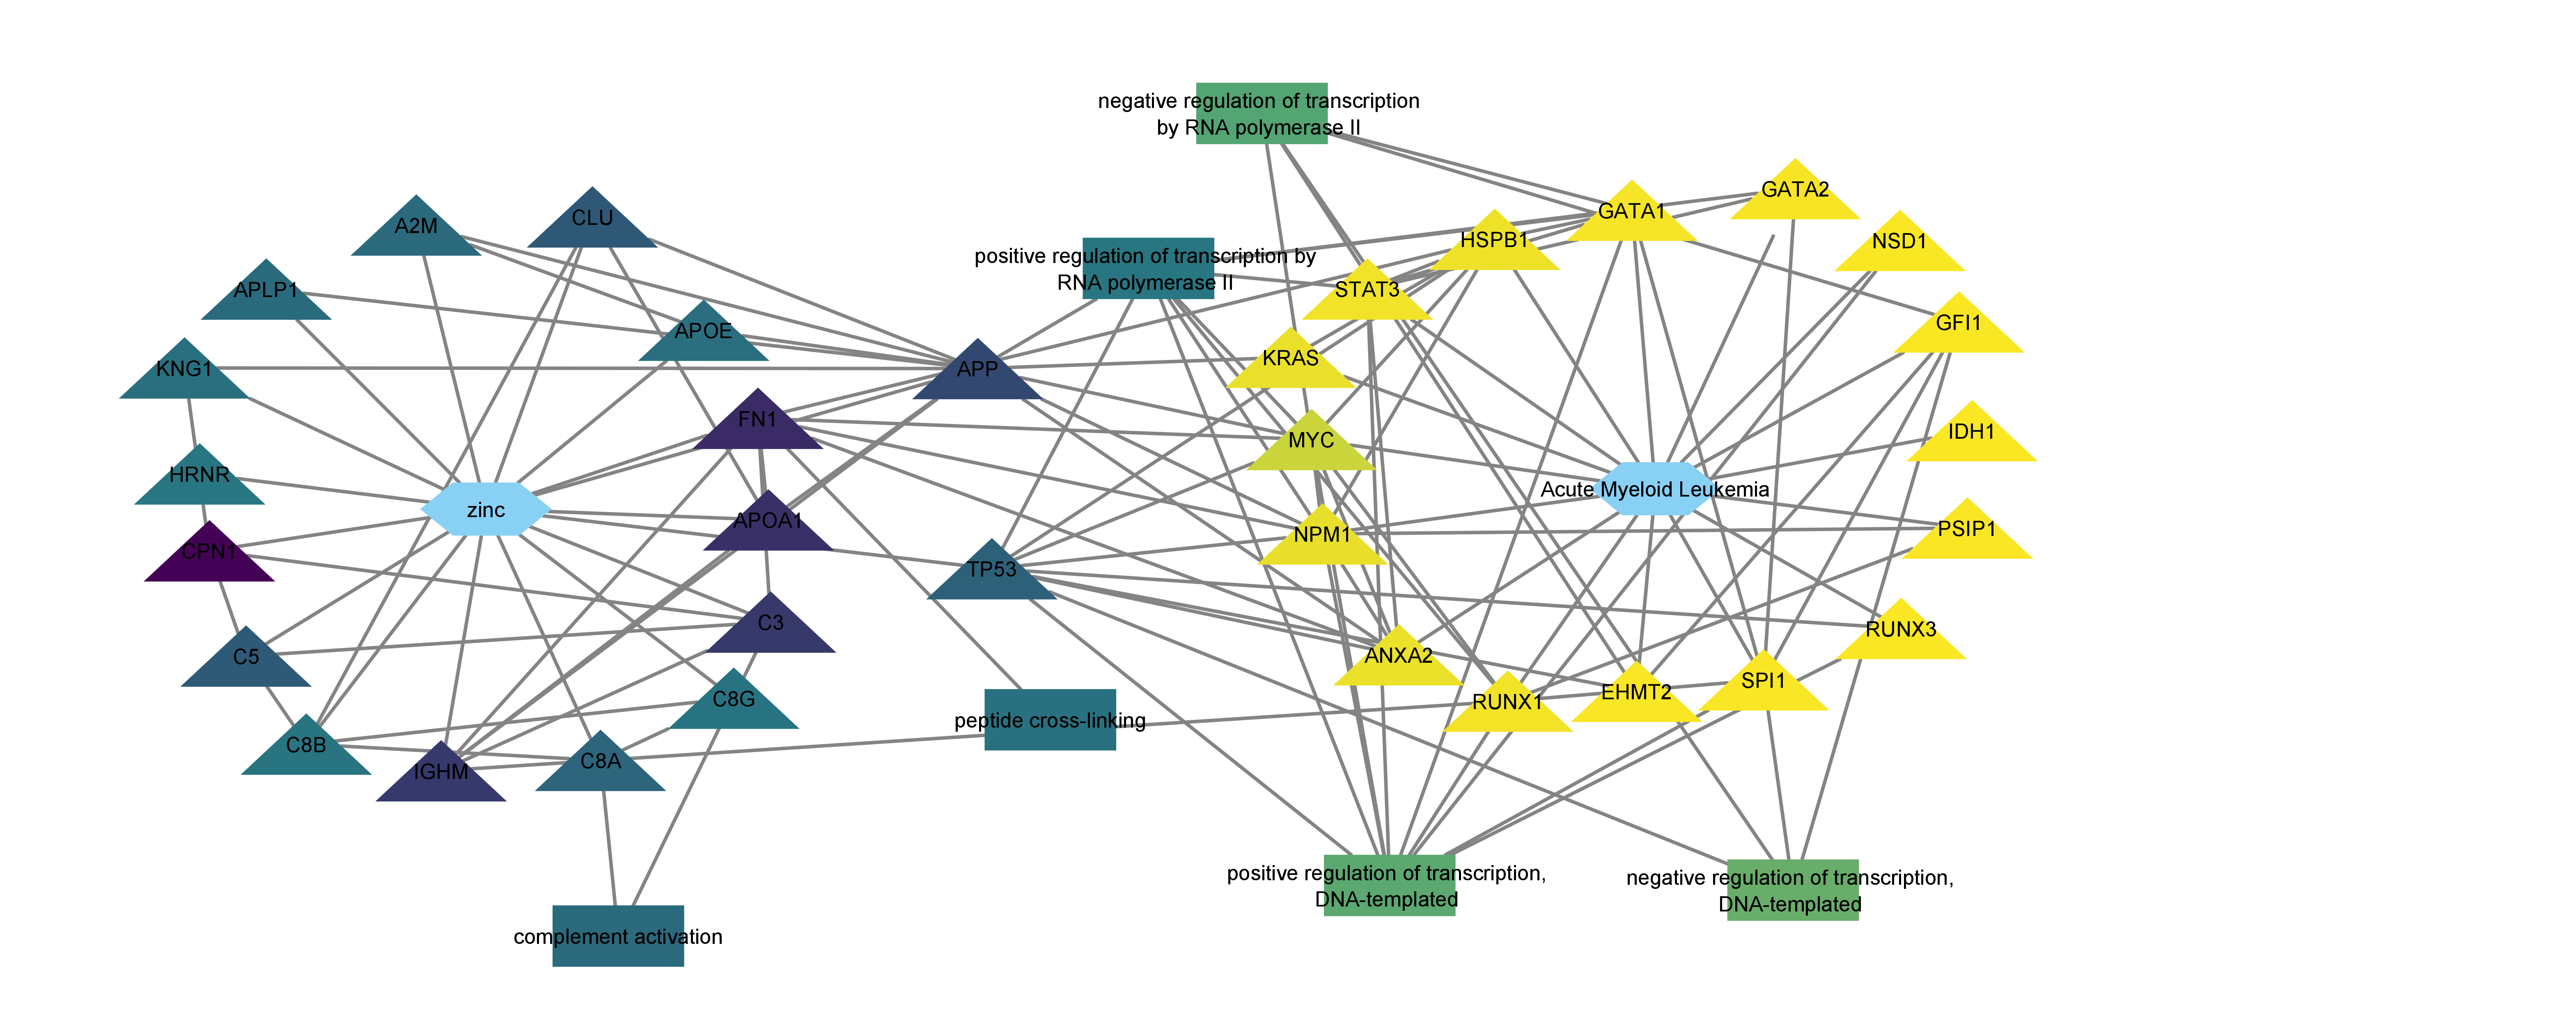 negative regulation of transcription
by RNA polymerase II
GATA2
CLU
GATA1
A2M
HSPB1
NSD1
positive regulation of transcription by
RNA polymerase II
APLP1
STAT3
GFI1
APOE
KRAS
KNG1
APP
FN1
IDH1
MYC
HRNR
Acute Myeloid Leukemia
zinc
APOA1
PSIP1
NPM1
CPN1
TP53
C3
RUNX3
C5
ANXA2
SPI1
EHMT2
C8G
RUNX1
peptide cross-linking
C8B
C8A
IGHM
positive regulation of transcription,
DNA-templated
negative regulation of transcription,
DNA-templated
complement activation